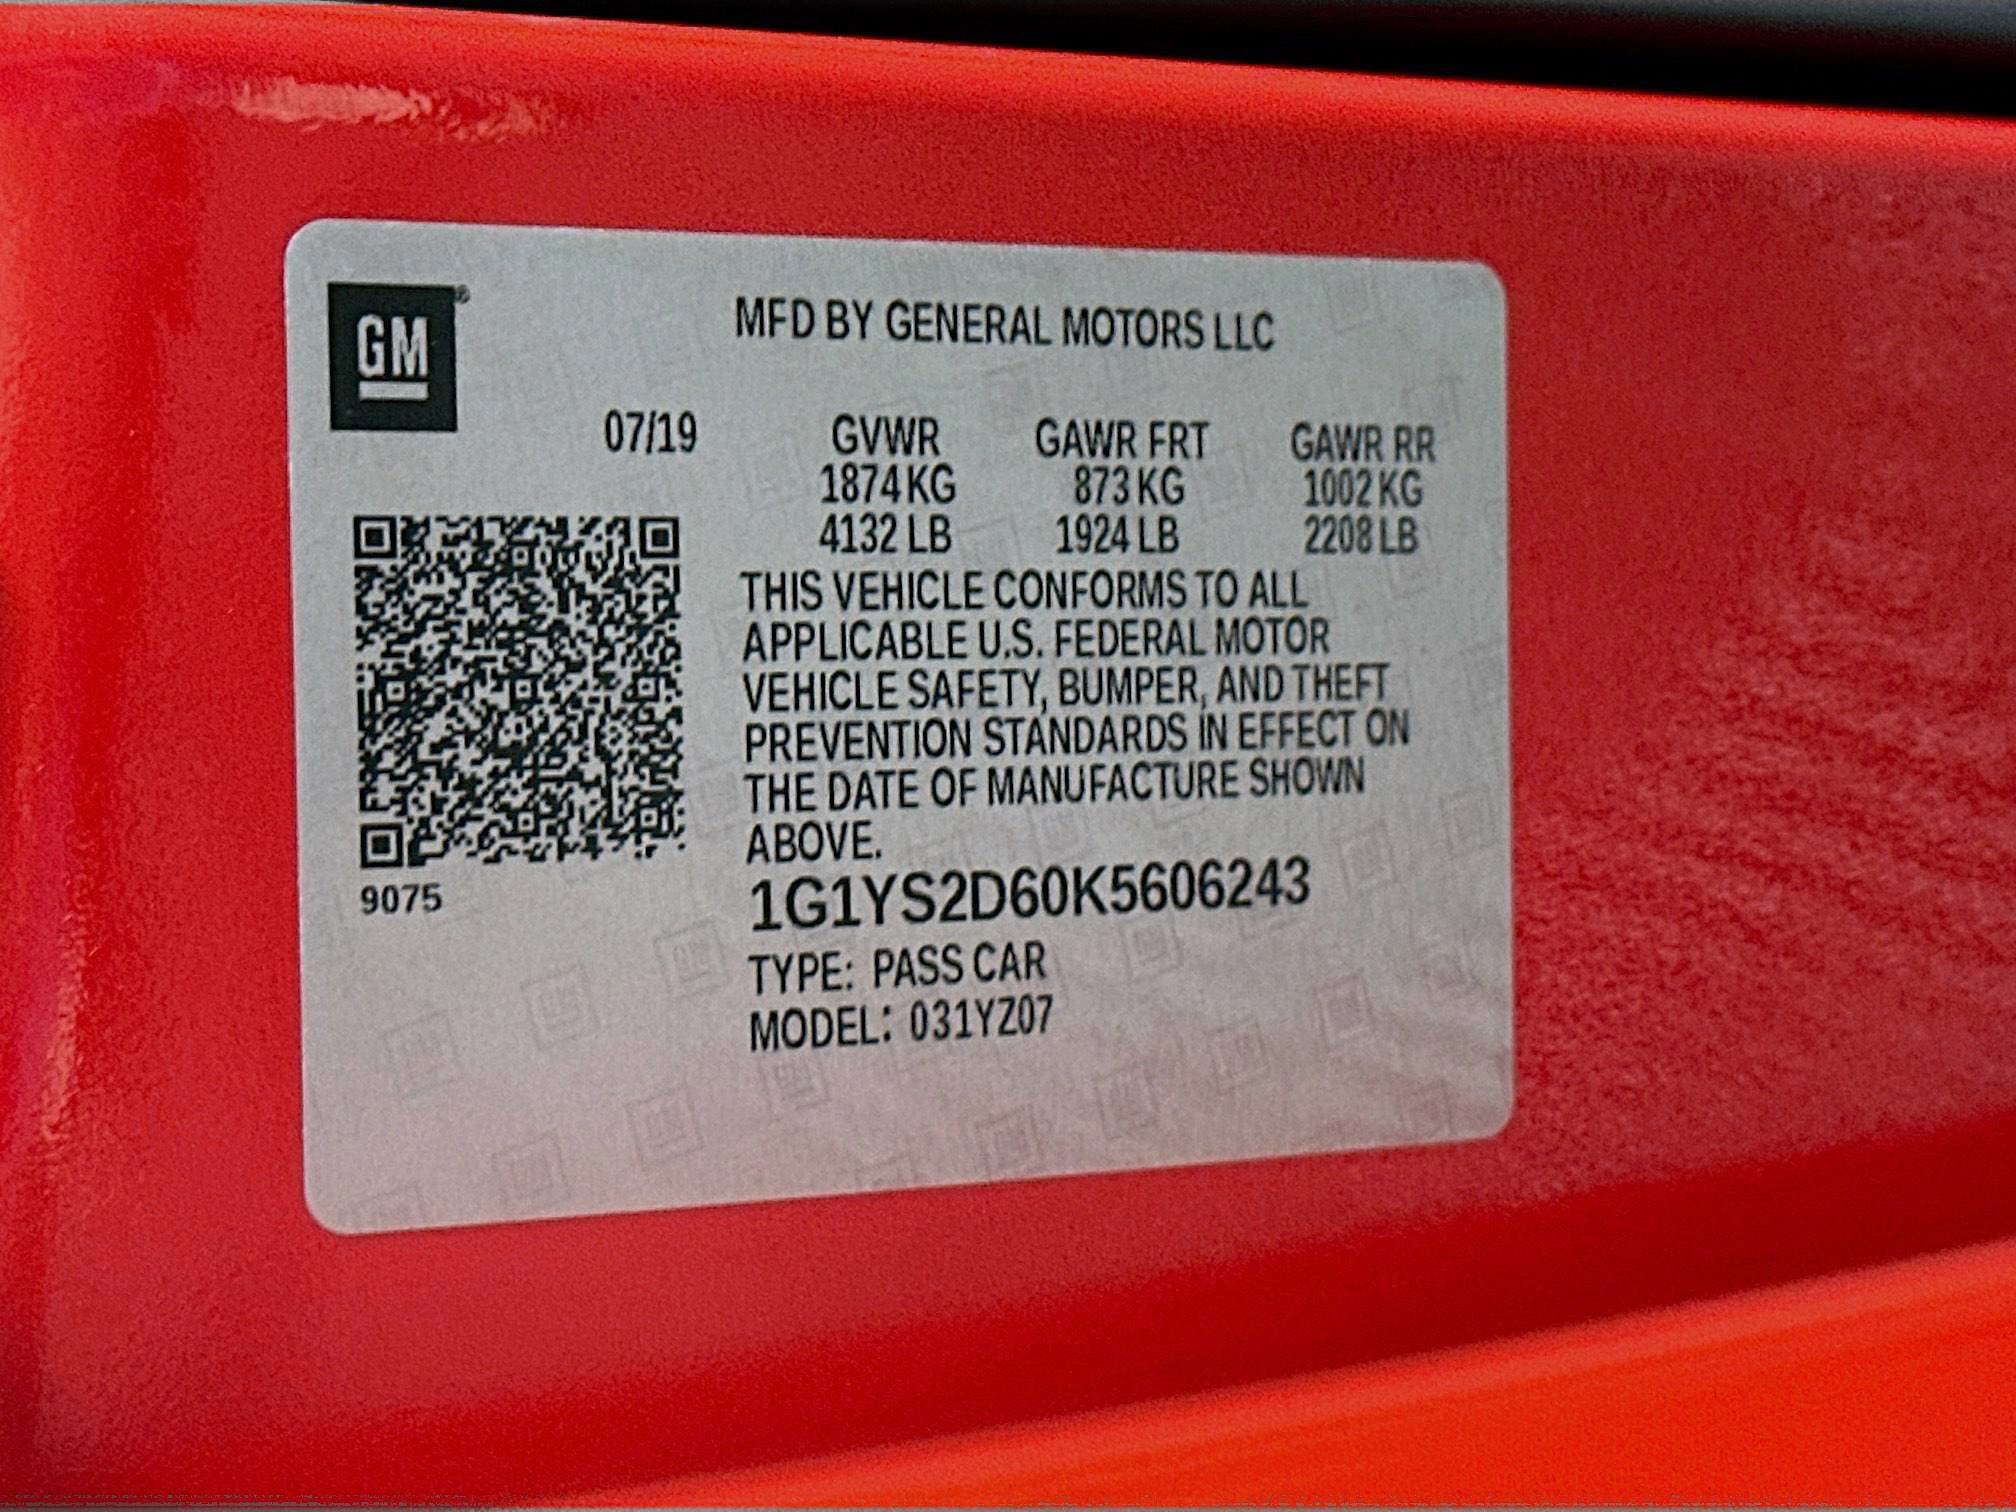 GM
MFD BY GENERAL MOTORS LLC
07/19 GVWR GAWR FRT GAWR RR
1874 KG 873 KG 1002 KG
4132 LB 1924 LB 2208 LB
THIS VEHICLE CONFORMS TO ALL
APPLICABLE U.S. FEDERAL MOTOR
VEHICLE SAFETY, BUMPER, AND THEFT
PREVENTION STANDARDS IN EFFECT ON
THE DATE OF MANUFACTURE SHOWN
ABOVE.
9075
1G1YS2D60K5606243
TYPE: PASS CAR
MODEL: 031YZ07